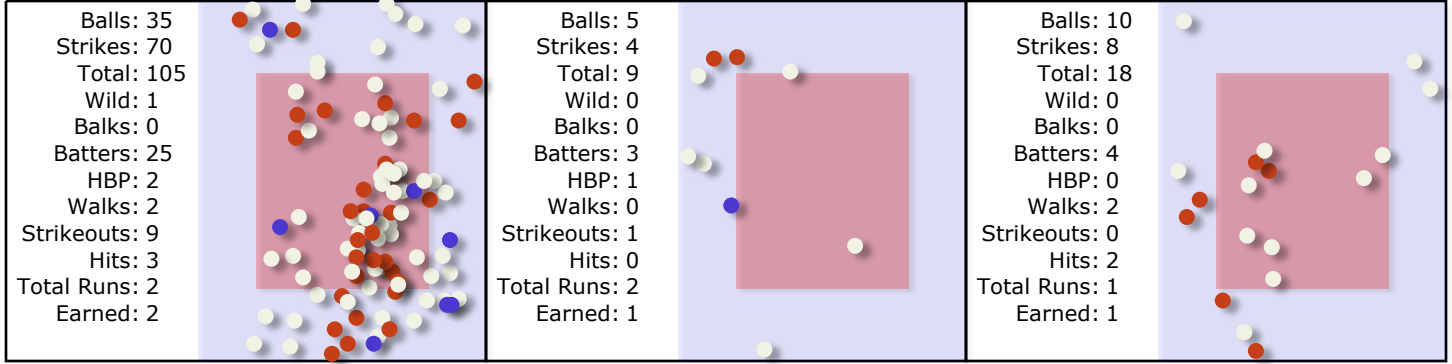 Balls: 35
Strikes: 70
Total: 105
Wild: 1
Balks: 0
Batters: 25
HBP: 2
Walks: 2
Strikeouts: 9
Hits: 3
Total Runs: 2
Earned: 2
Balls: 5
Strikes: 4
Total: 9
Wild: 0
Balks: 0
Batters: 3
HBP: 1
Walks: 0
Strikeouts: 1
Hits: 0
Total Runs: 2
Earned: 1
Balls: 10
Strikes: 8
Total: 18
Wild: 0
Balks: 0
Batters: 4
HBP: 0
Walks: 2
Strikeouts: 0
Hits: 2
Total Runs: 1
Earned: 1